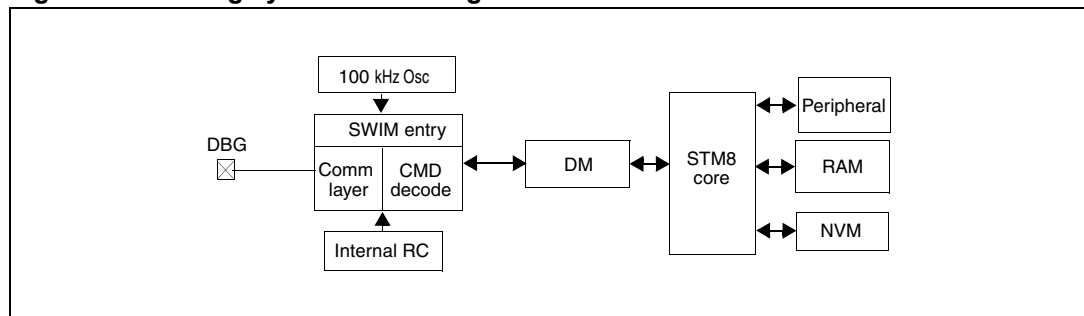 100 kHz Osc
SWIM entry
DBG
Comm
layer
CMD
decode
Internal RC
DM
STM8
core
Peripheral
RAM
NVM